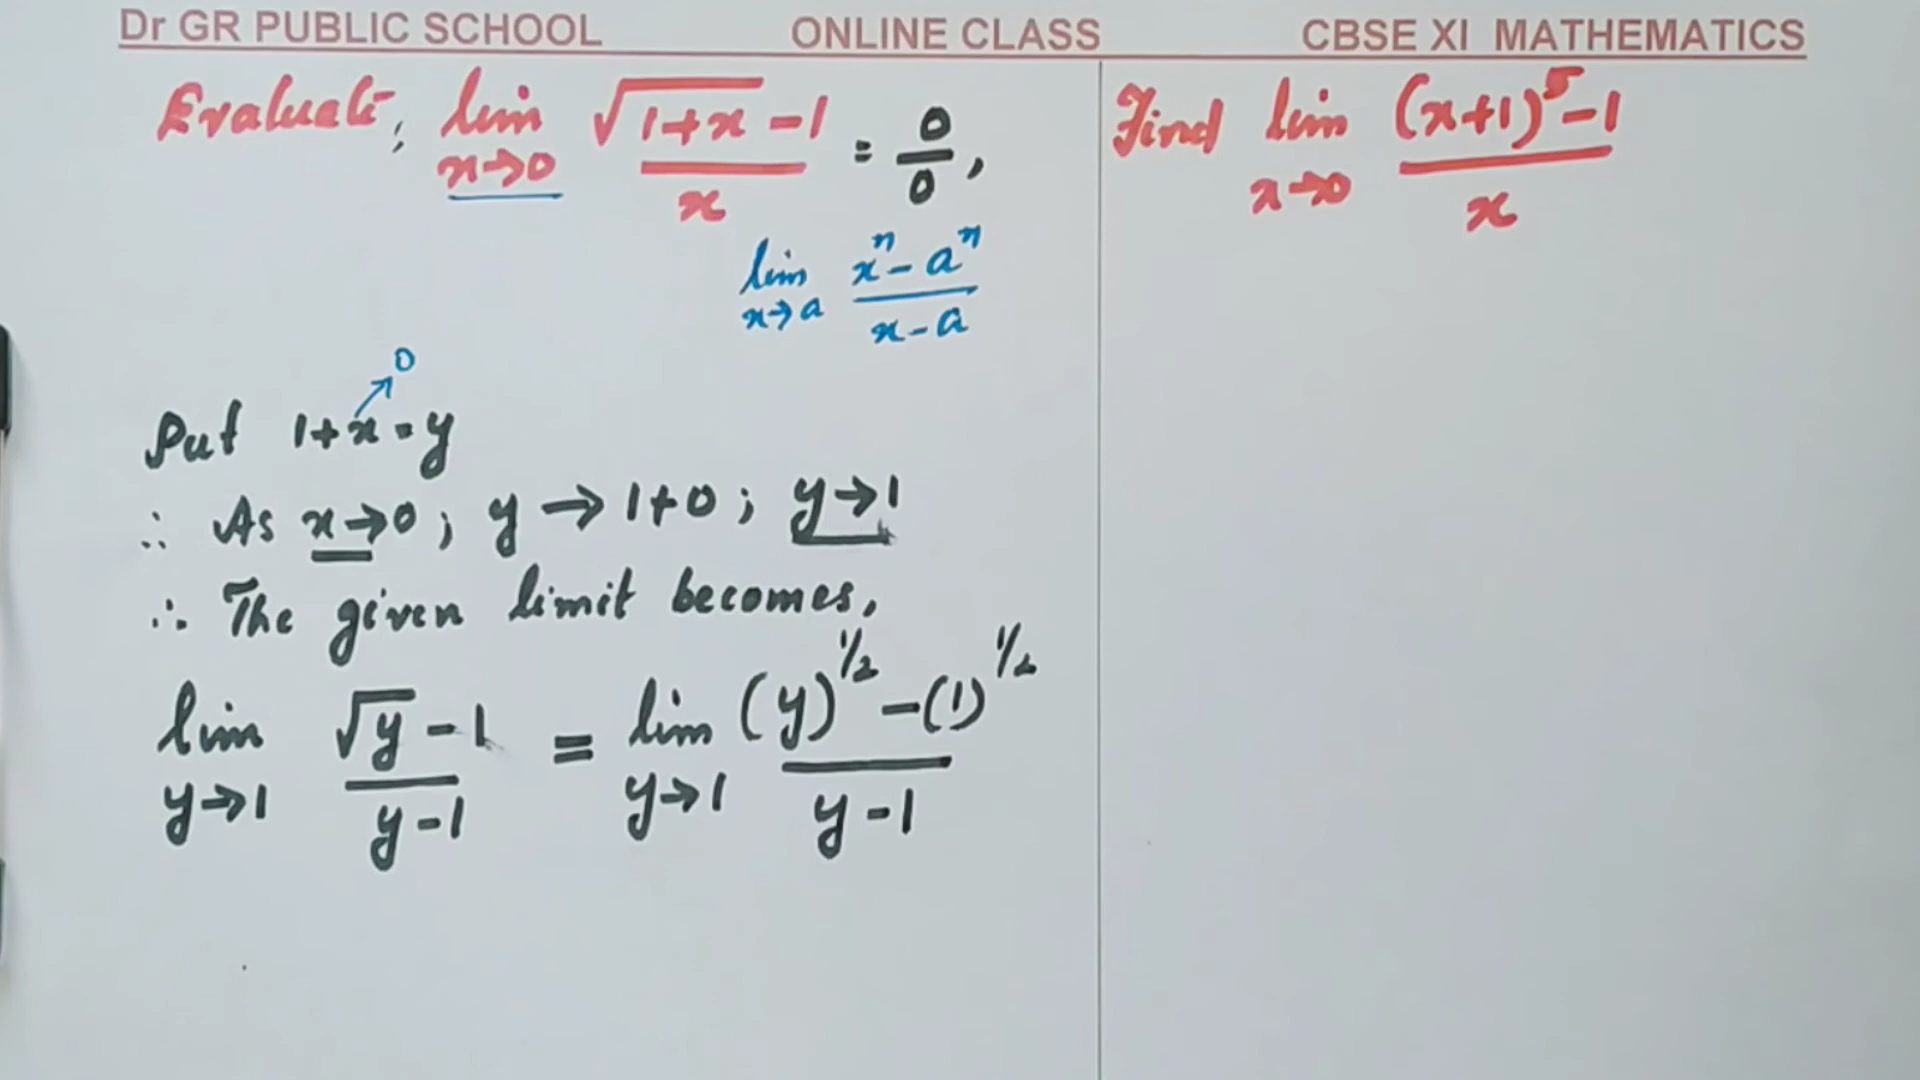 Dr GR PUBLIC SCHOOL ONLINE CLASS CBSE XI MATHEMATICS
Evaluate, lim x→0 (√(1+x) - 1)/x = 0/0,
lim x→a (xⁿ - aⁿ)/(x - a)
0
Put 1+x = y
∴ As x→0; y → 1+0; y→1
∴ The given limit becomes,
lim y→1 (√y - 1)/(y - 1) = lim y→1 ((y)^1/2 - (1)^1/2)/(y - 1)
Find lim x→0 ((x+1)⁵ - 1)/x